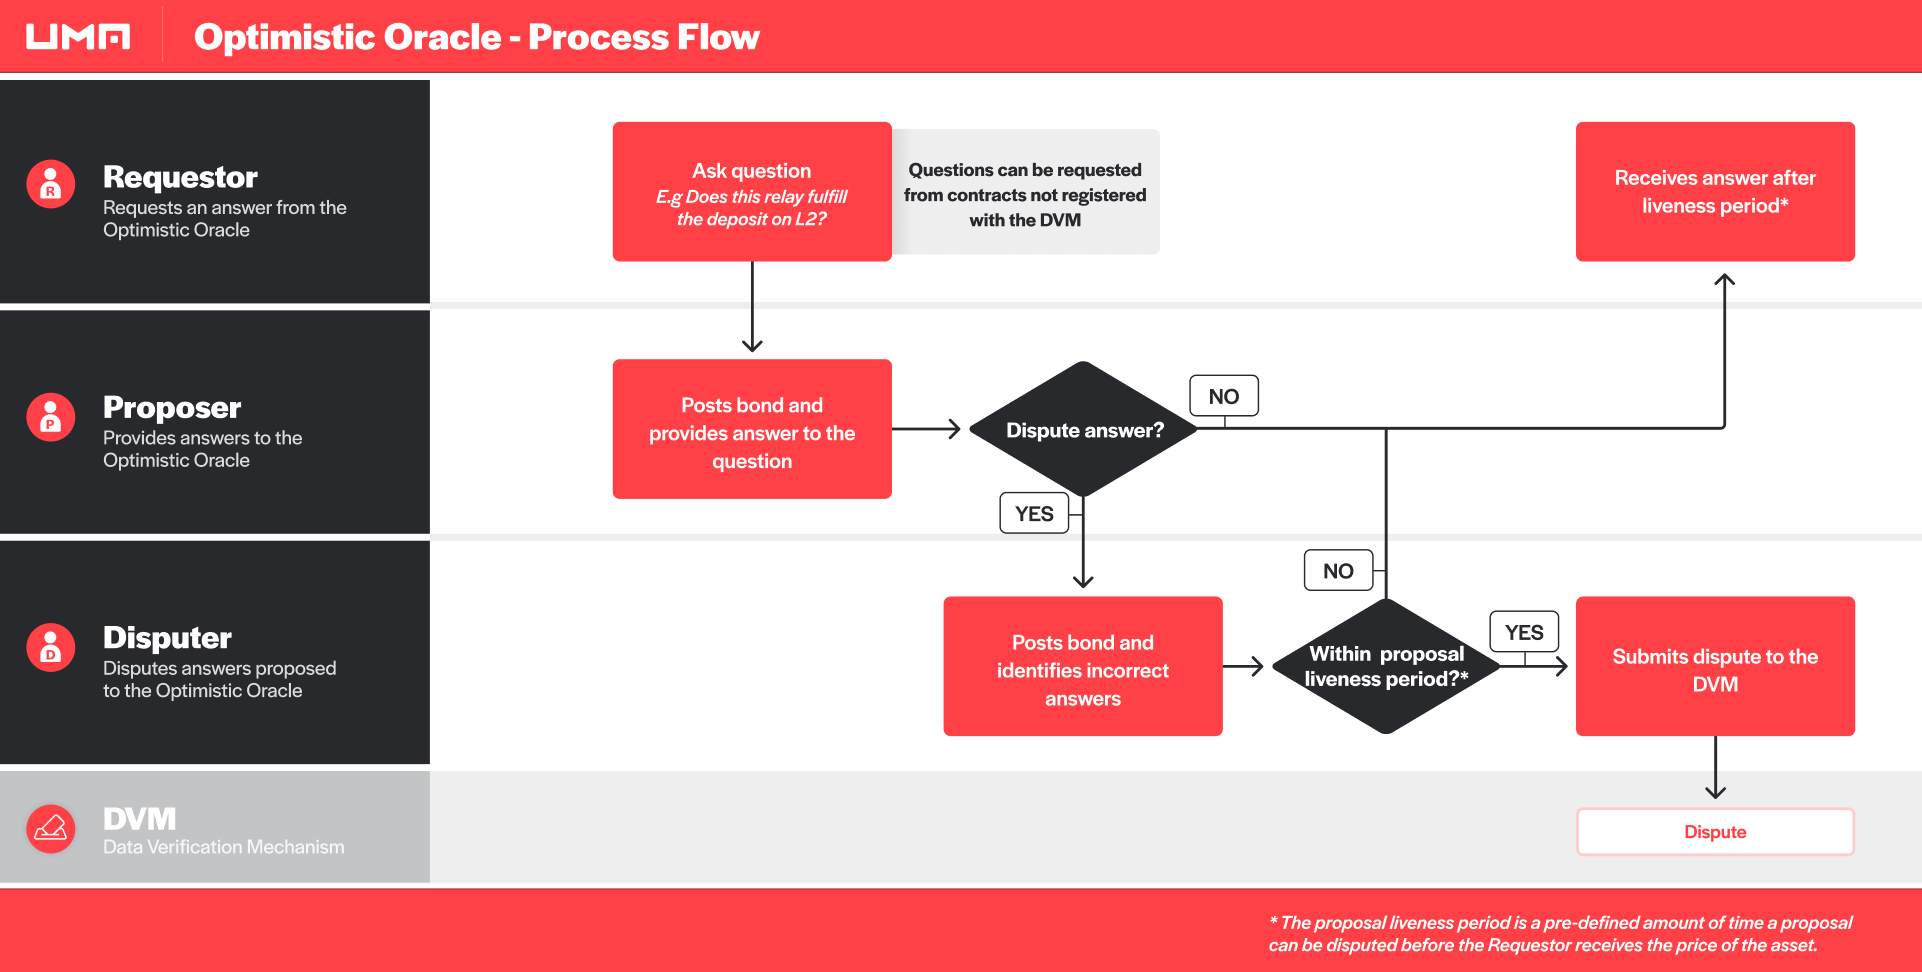 UMA
Optimistic Oracle - Process Flow
R
Requestor
Requests an answer from the
Optimistic Oracle
Ask question
E.g Does this relay fulfill
the deposit on L2?
Questions can be requested
from contracts not registered
with the DVM
Receives answer after
liveness period*
P
Proposer
Provides answers to the
Optimistic Oracle
Posts bond and
provides answer to the
question
Dispute answer?
NO
YES
D
Disputer
Disputes answers proposed
to the Optimistic Oracle
Posts bond and
identifies incorrect
answers
NO
Within proposal
liveness period?*
YES
Submits dispute to the
DVM
DVM
Data Verification Mechanism
Dispute
* The proposal liveness period is a pre-defined amount of time a proposal
can be disputed before the Requestor receives the price of the asset.